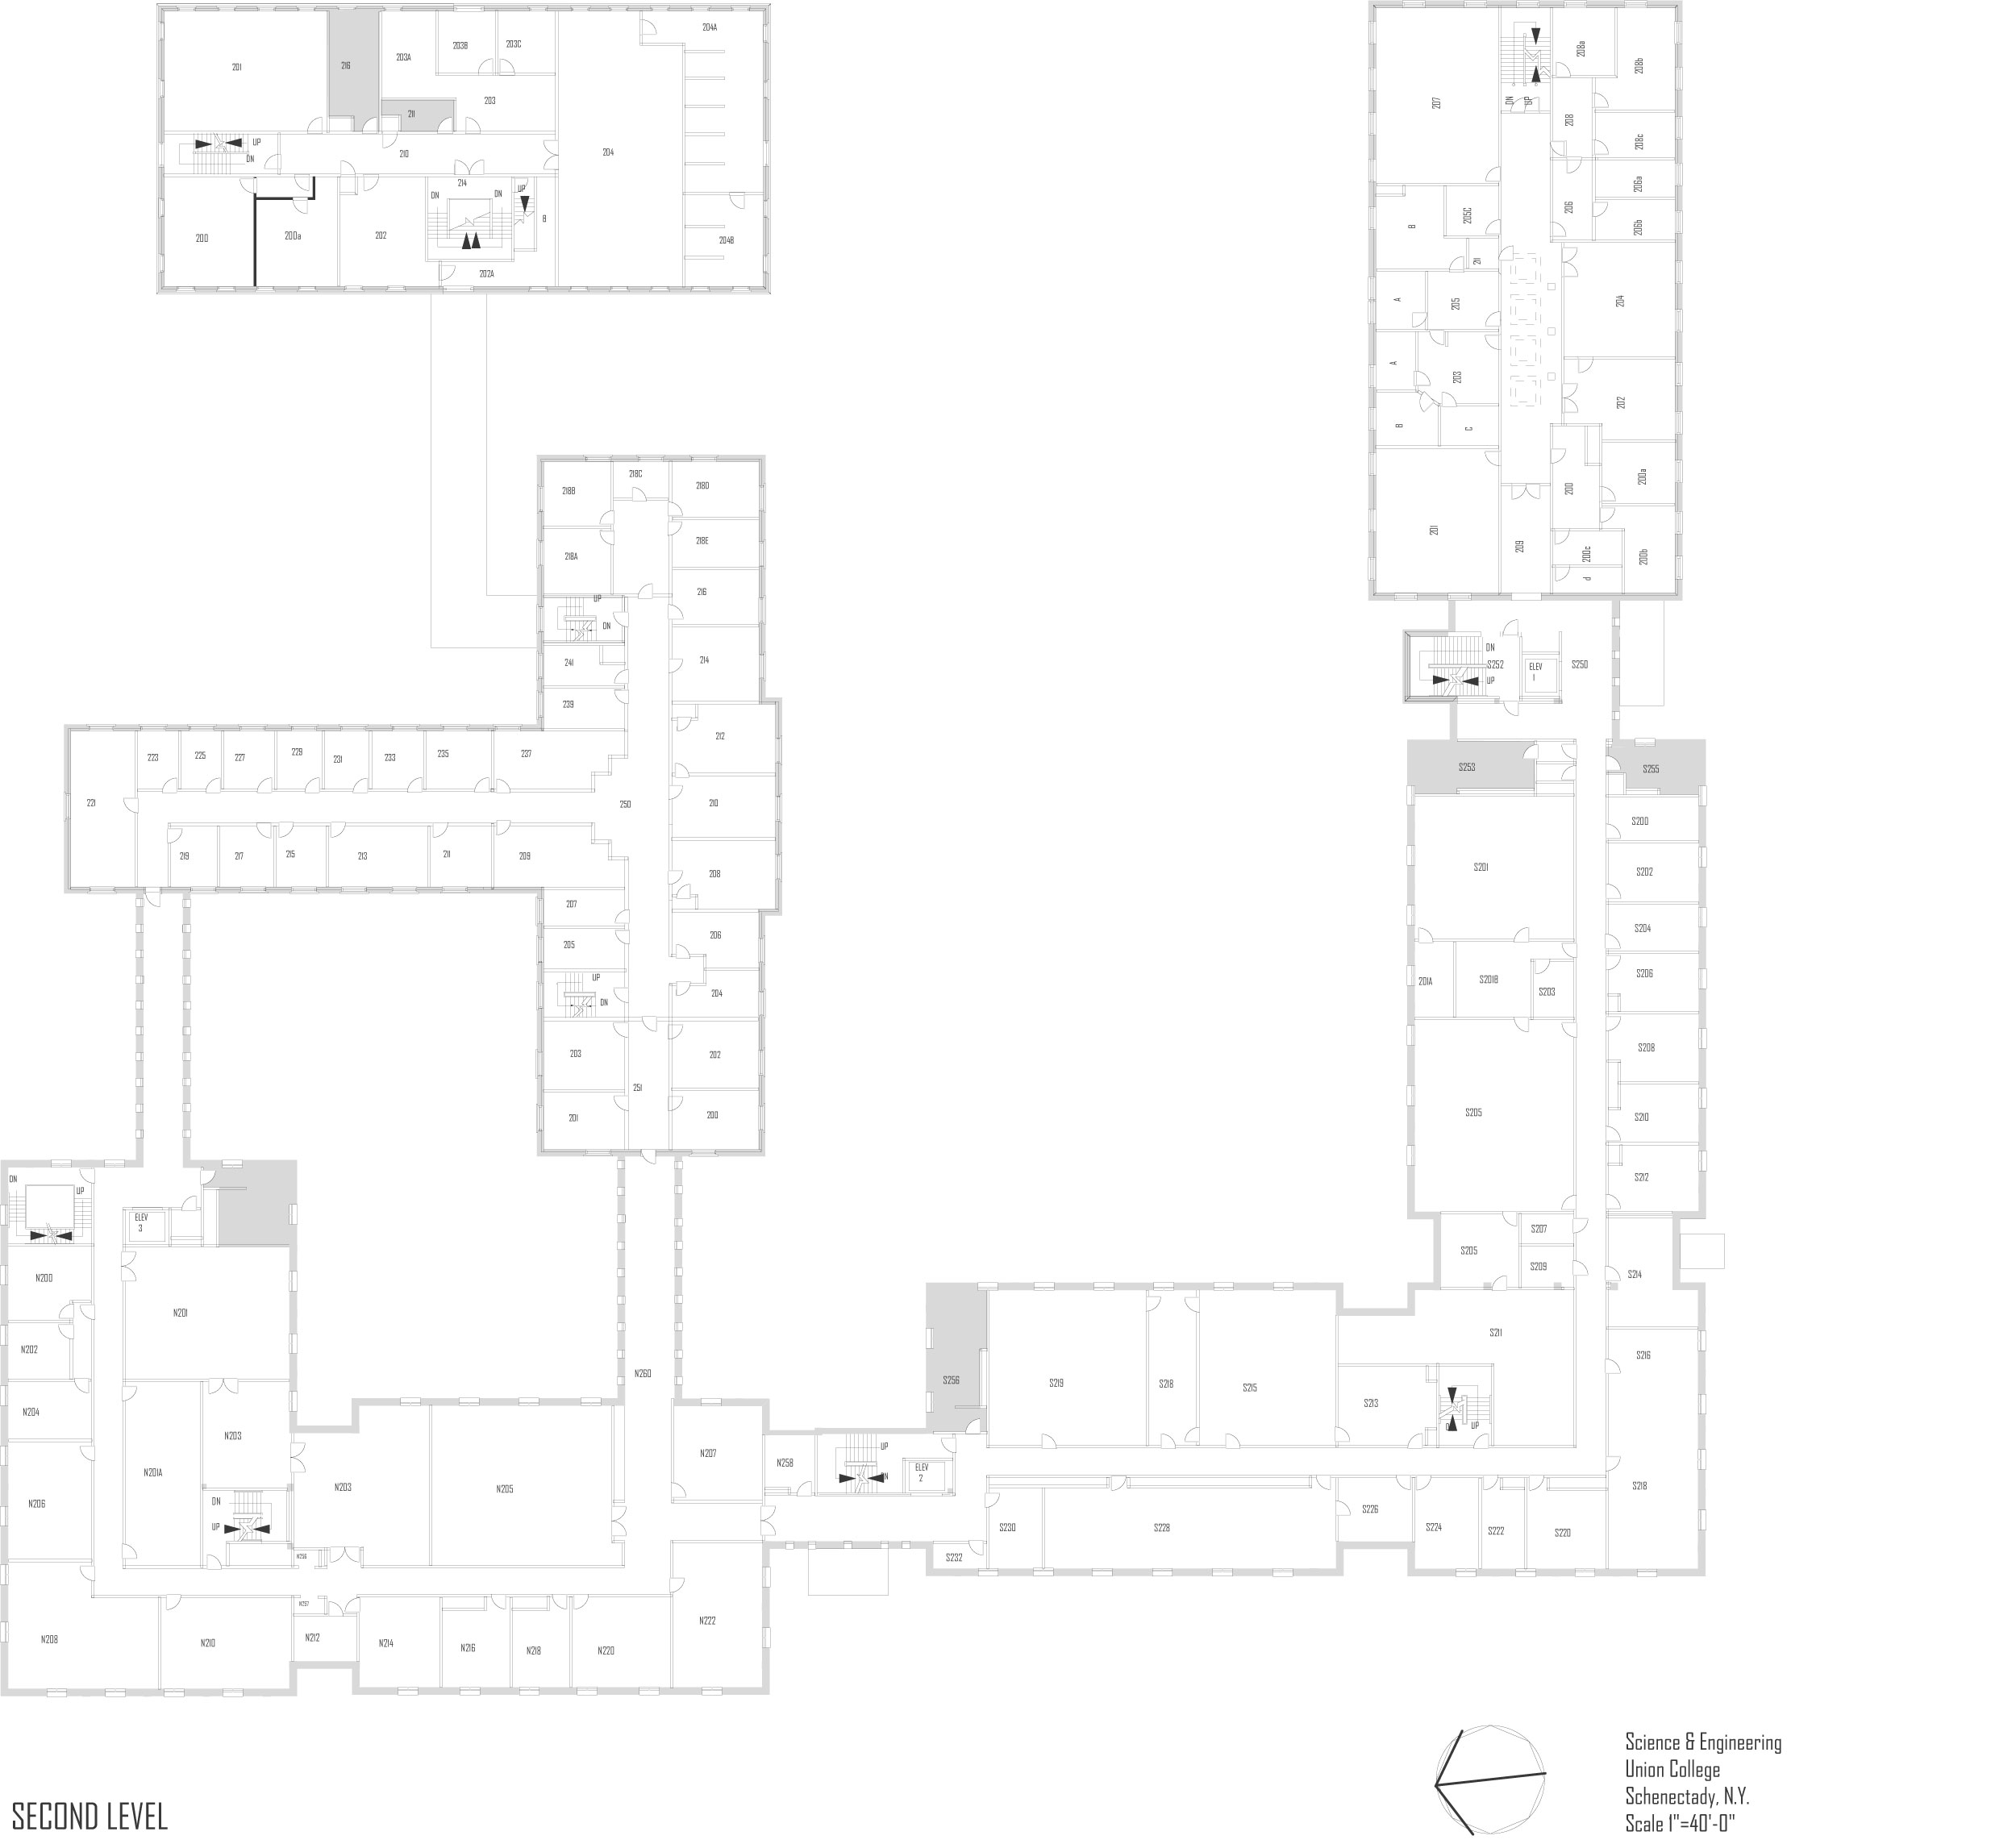 201
216
203A
203B
203C
204A
211
203
UP
DN
210
204
214
DN
DN
UP
B
200
200a
202
202A
204B
207
DN
UP
208a
208b
208
208c
206a
206
206b
B
205C
211
A
205
204
A
203
202
B
C
200
200a
201
209
200c
200b
d
218B
218C
218D
218A
218E
216
UP
DN
241
214
239
212
223
225
227
229
231
233
235
237
221
250
210
219
217
215
213
211
209
208
207
205
206
UP
DN
204
203
202
251
201
200
DN
S252
ELEV
1
S250
UP
S253
S255
S200
S201
S202
S204
201A
S201B
S203
S206
S208
S205
S210
S212
S205
S207
S209
S214
S211
S216
S256
S219
S218
S215
S213
UP
S218
UP
DN
ELEV
2
S230
S228
S226
S224
S222
S220
S232
DN
UP
ELEV
3
N200
N201
N202
N204
N201A
N203
N206
DN
UP
N203
N205
N256
N260
N207
N258
N257
N208
N210
N212
N214
N216
N218
N220
N222
SECOND LEVEL
Science & Engineering
Union College
Schenectady, N.Y.
Scale 1"=40'-0"